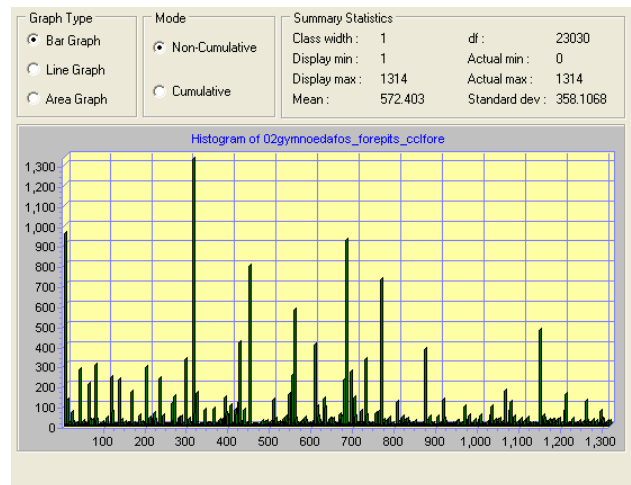 Graph Type
Bar Graph
Line Graph
Area Graph
Mode
Non-Cumulative
Cumulative
Summary Statistics
Class width : 1 df : 23030
Display min : 1 Actual min : 0
Display max : 1314 Actual max : 1314
Mean : 572.403 Standard dev : 358.1068
Histogram of 02gymnoedafos_forepits_cclfore
1,300
1,200
1,100
1,000
900
800
700
600
500
400
300
200
100
0
100 200 300 400 500 600 700 800 900 1,000 1,100 1,200 1,300